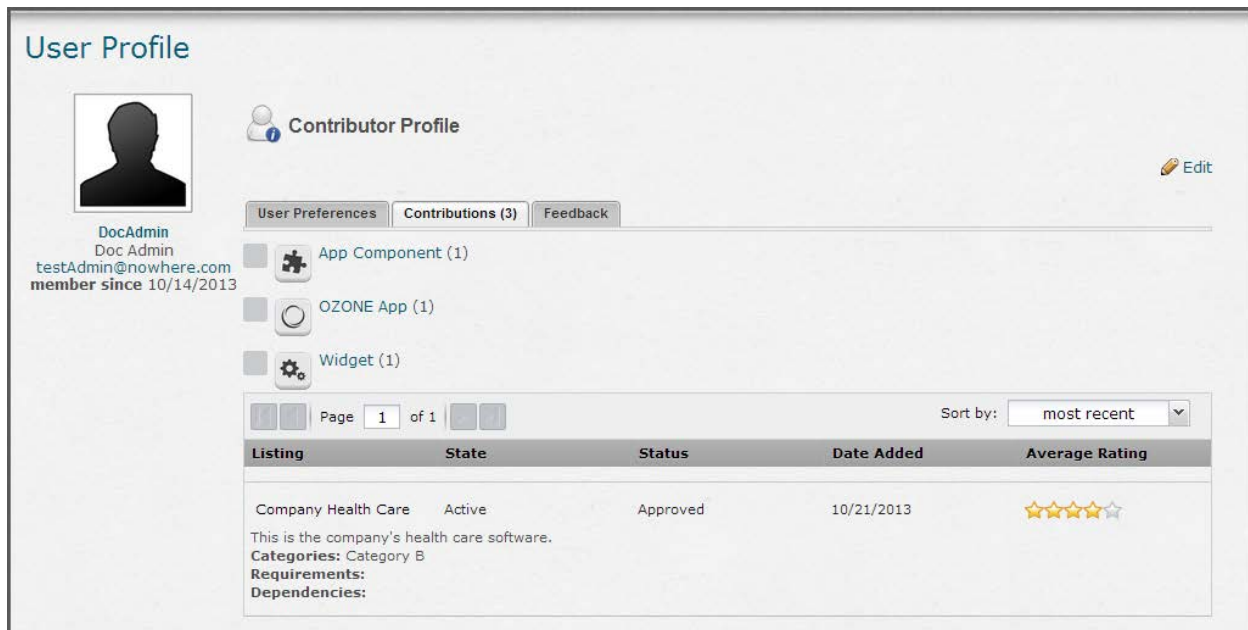 User Profile
Contributor Profile
Edit
User Preferences Contributions (3) Feedback
DocAdmin
Doc Admin
testAdmin@nowhere.com
member since 10/14/2013
App Component (1)
OZONE App (1)
Widget (1)
Page 1 of 1 Sort by: most recent
Listing State Status Date Added Average Rating
Company Health Care Active Approved 10/21/2013
This is the company's health care software.
Categories: Category B
Requirements:
Dependencies: